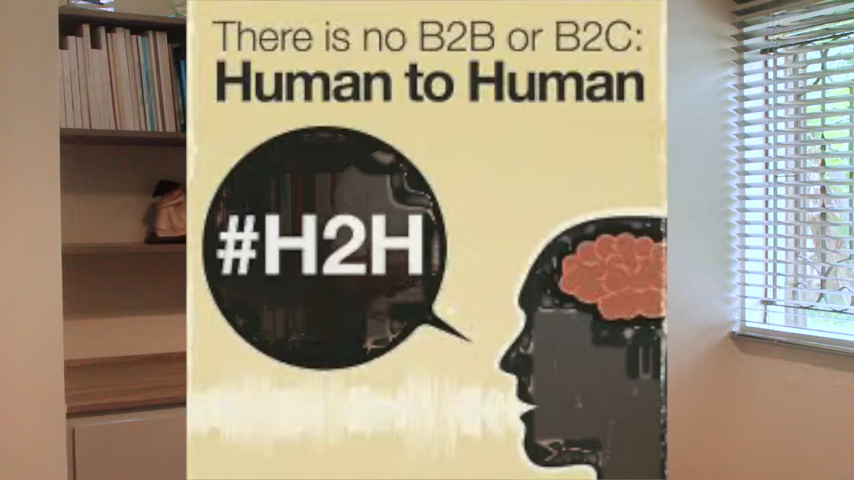 There is no B2B or B2C:
Human to Human
#H2H